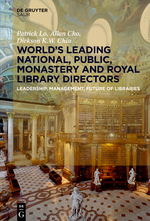 DE GRUYTER
SAUR
Patrick Lo, Allan Cho,
Dickson K.W. Chiu
WORLD'S LEADING
NATIONAL, PUBLIC,
MONASTERY AND ROYAL
LIBRARY DIRECTORS
LEADERSHIP, MANAGEMENT, FUTURE OF LIBRARIES
DE
G